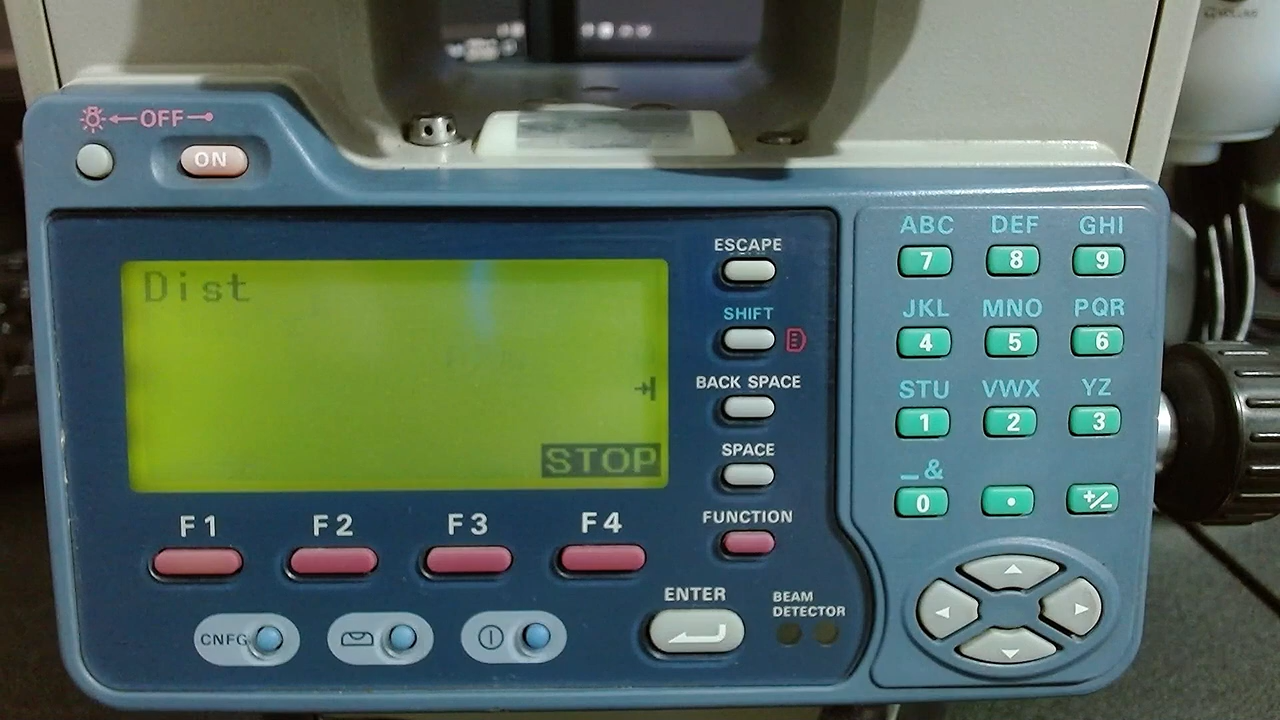 OFF
ON
Dist
STOP
ESCAPE
SHIFT
BACK SPACE
SPACE
FUNCTION
F1 F2 F3 F4
ENTER
CNFG
BEAM
DETECTOR
ABC DEF GHI
7 8 9
JKL MNO PQR
4 5 6
STU VWX YZ
1 2 3
_&
0 . +/-